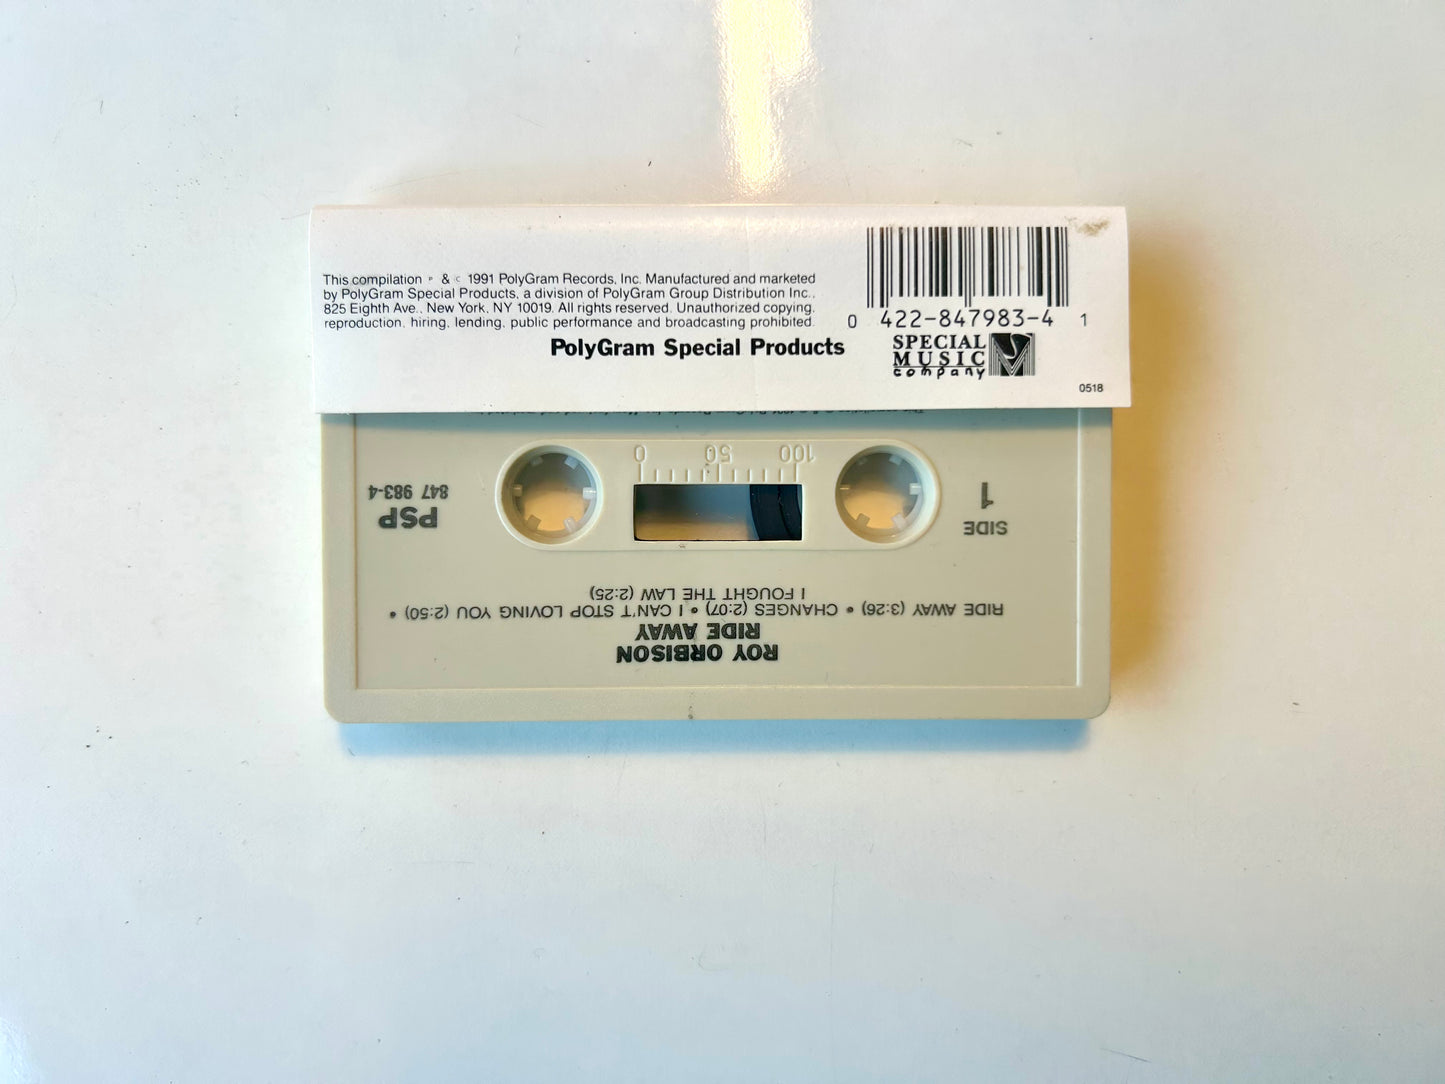 This compilation ℗ & © 1991 PolyGram Records, Inc. Manufactured and marketed
by PolyGram Special Products, a division of PolyGram Group Distribution Inc.,
825 Eighth Ave., New York, NY 10019. All rights reserved. Unauthorized copying,
reproduction, hiring, lending, public performance and broadcasting prohibited.
PolyGram Special Products
0 422-847983-4 1
SPECIAL
MUSIC
company
0518
SIDE
1
0 50 100
PSP
847 983-4
ROY ORBISON
RIDE AWAY
RIDE AWAY (3:26) • CHANGES (2:07) • I CAN'T STOP LOVING YOU (2:50) •
I FOUGHT THE LAW (2:25)